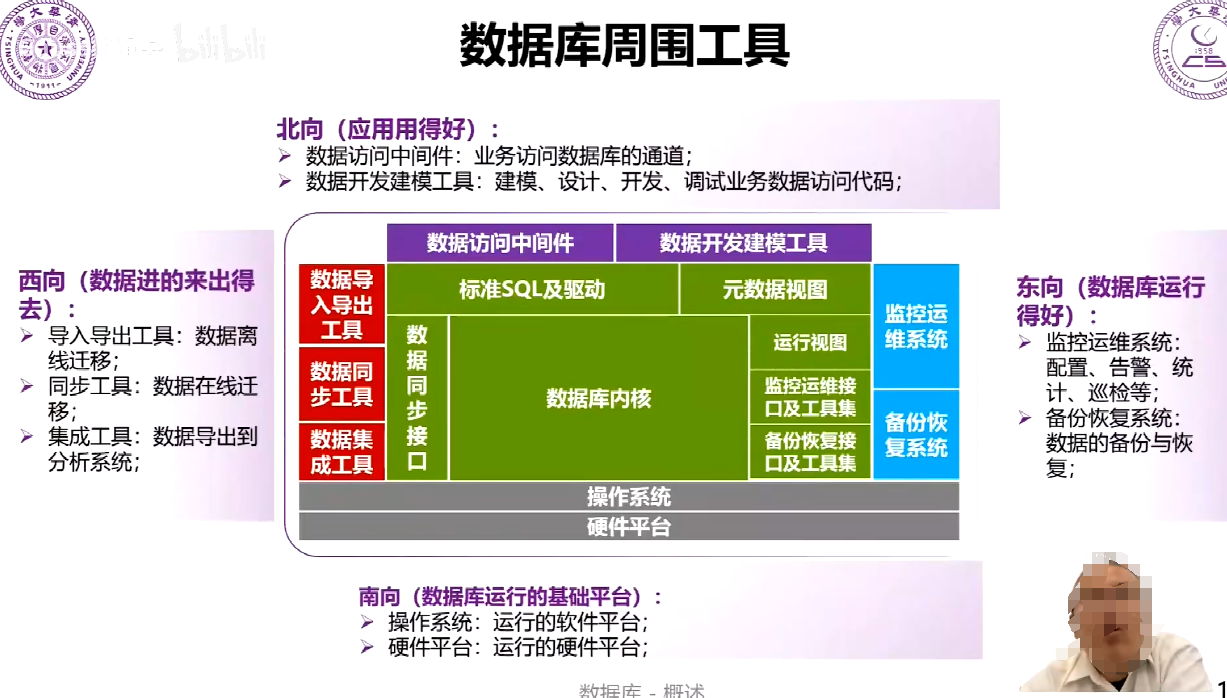 bilibili
数据库周围工具
北向（应用用得好）：
数据访问中间件：业务访问数据库的通道；
数据开发建模工具：建模、设计、开发、调试业务数据访问代码；
西向（数据进的来出得
去）：
导入导出工具：数据离
线迁移；
同步工具：数据在线迁
移；
集成工具：数据导出到
分析系统；
数据访问中间件
数据开发建模工具
数据导
入导出
工具
数据同
步工具
数据集
成工具
标准SQL及驱动
元数据视图
数
据
同
步
接
口
数据库内核
运行视图
监控运维接
口及工具集
备份恢复接
口及工具集
监控运
维系统
备份恢
复系统
操作系统
硬件平台
东向（数据库运行
得好）：
监控运维系统：
配置、告警、统
计、巡检等；
备份恢复系统：
数据的备份与恢
复；
南向（数据库运行的基础平台）：
操作系统：运行的软件平台；
硬件平台：运行的硬件平台；
数据库 - 概述